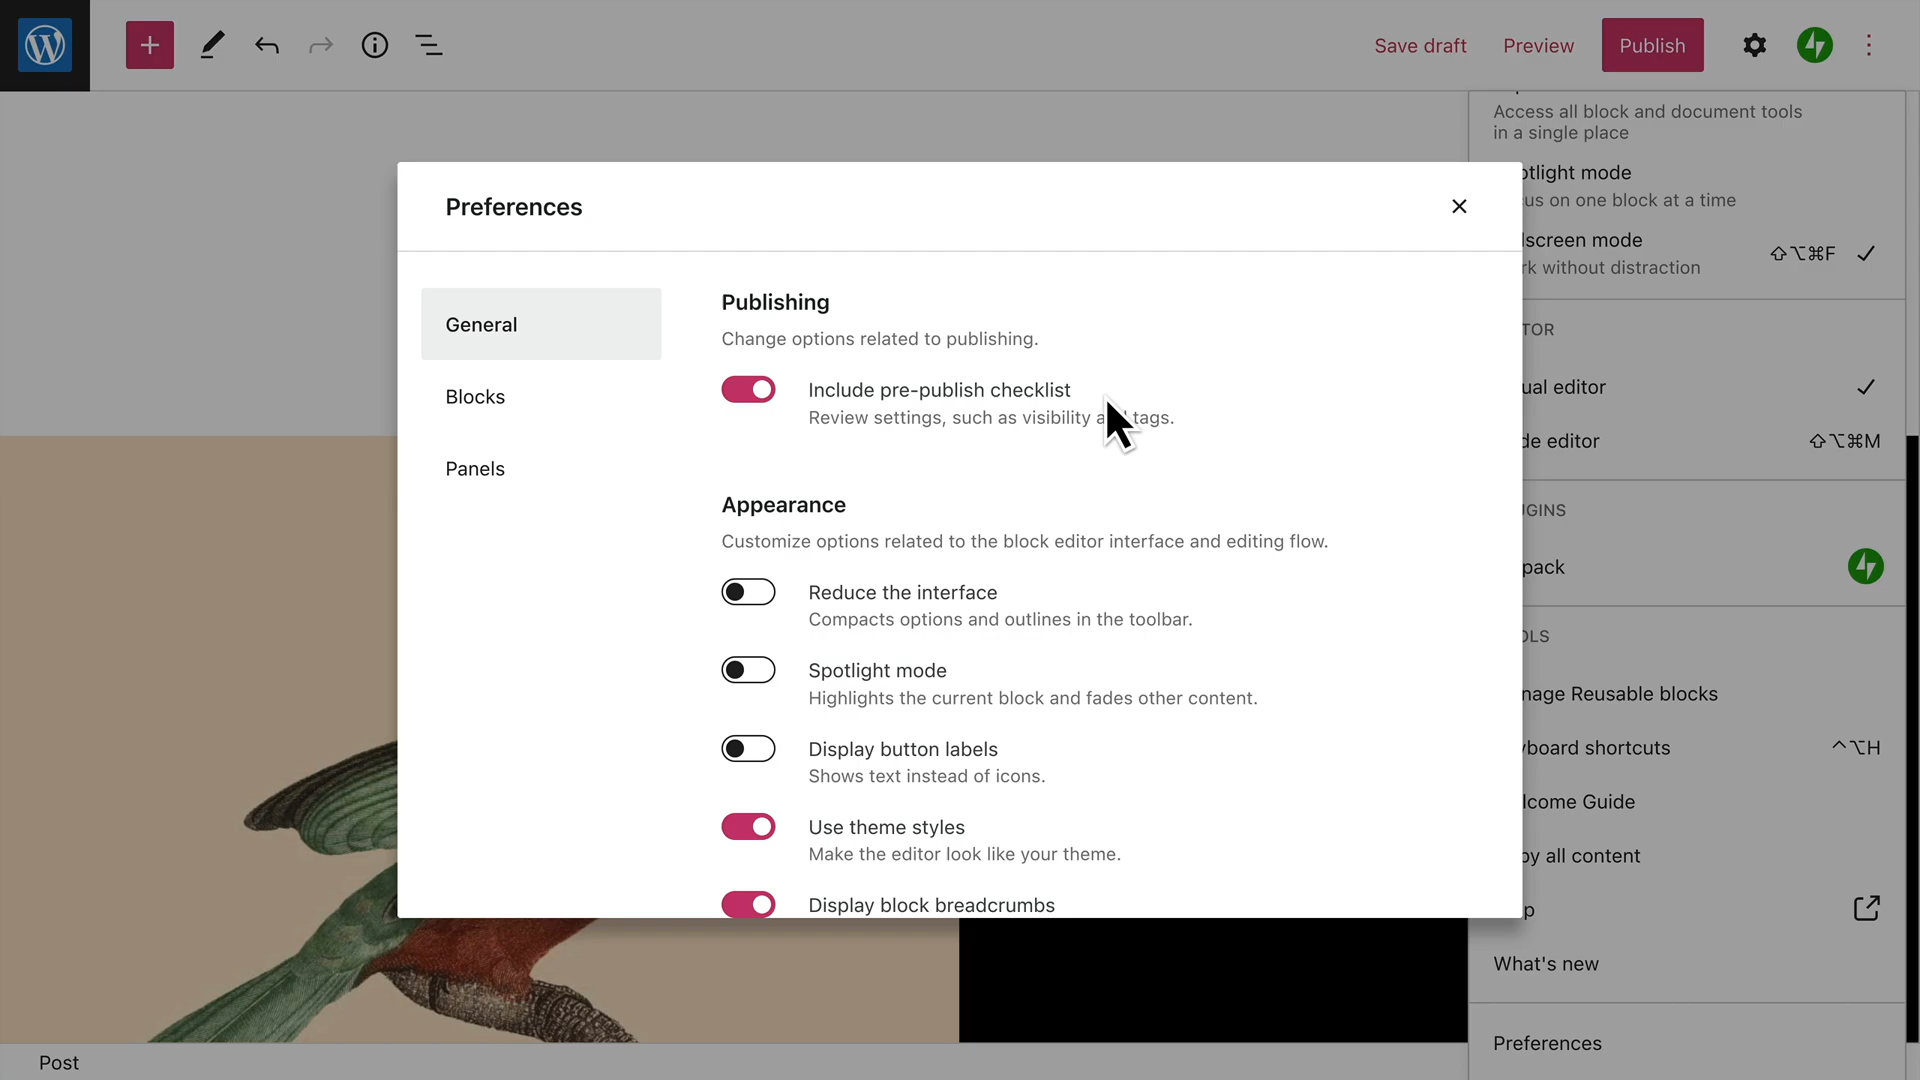 Save draft
Preview
Publish
Access all block and document tools
in a single place
otlight mode
us on one block at a time
lscreen mode
⇧⌥⌘F
rk without distraction
TOR
ual editor
de editor
⇧⌥⌘M
GINS
pack
OLS
nage Reusable blocks
yboard shortcuts
^⌥H
lcome Guide
py all content
p
What's new
Preferences
Preferences
General
Blocks
Panels
Publishing
Change options related to publishing.
Include pre-publish checklist
Review settings, such as visibility a tags.
Appearance
Customize options related to the block editor interface and editing flow.
Reduce the interface
Compacts options and outlines in the toolbar.
Spotlight mode
Highlights the current block and fades other content.
Display button labels
Shows text instead of icons.
Use theme styles
Make the editor look like your theme.
Display block breadcrumbs
Post